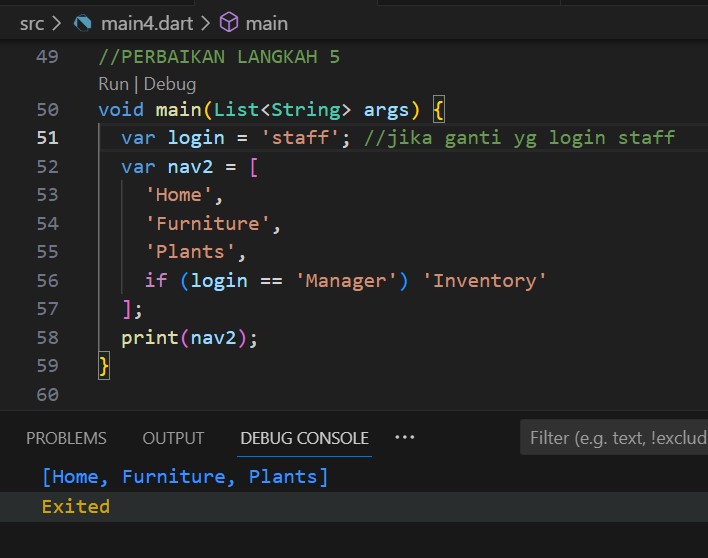 src > main4.dart > main
49 //PERBAIKAN LANGKAH 5
Run | Debug
50 void main(List<String> args) {
51 var login = 'staff'; //jika ganti yg login staff
52 var nav2 = [
53 'Home',
54 'Furniture',
55 'Plants',
56 if (login == 'Manager') 'Inventory'
57 ];
58 print(nav2);
59 }
60
PROBLEMS OUTPUT DEBUG CONSOLE ··· Filter (e.g. text, !exclud
[Home, Furniture, Plants]
Exited